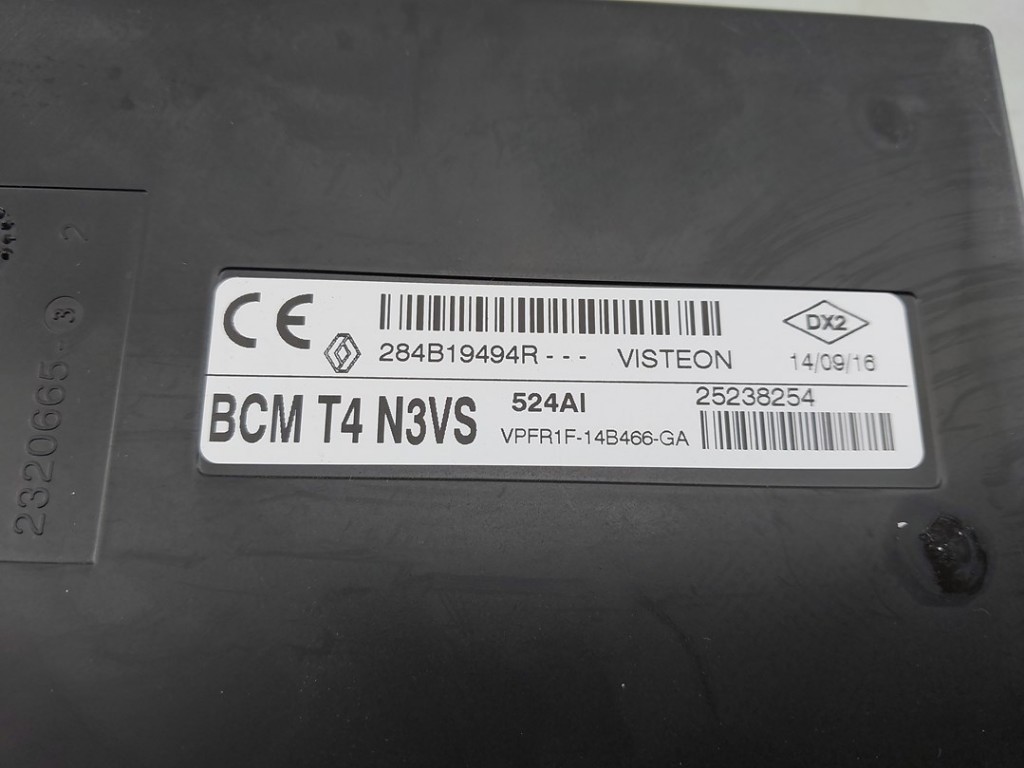 CE
284B19494R--- VISTEON
DX2
14/09/16
BCM T4 N3VS
524AI
VPFR1F-14B466-GA
25238254
2320665-3 2